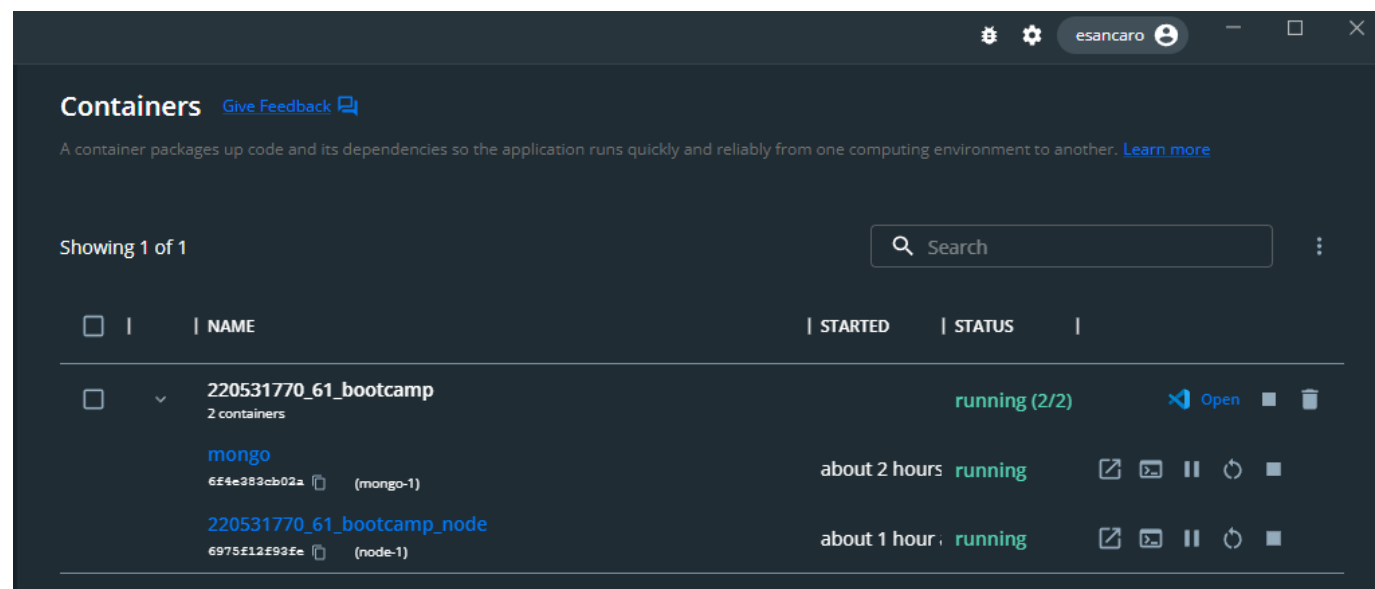 esancaro
Containers Give Feedback
A container packages up code and its dependencies so the application runs quickly and reliably from one computing environment to another. Learn more
Showing 1 of 1
Search
NAME STARTED STATUS
220531770_61_bootcamp running (2/2) Open
2 containers
mongo about 2 hours running
6f4e383cb02a (mongo-1)
220531770_61_bootcamp_node about 1 hour running
6975f12f93fe (node-1)